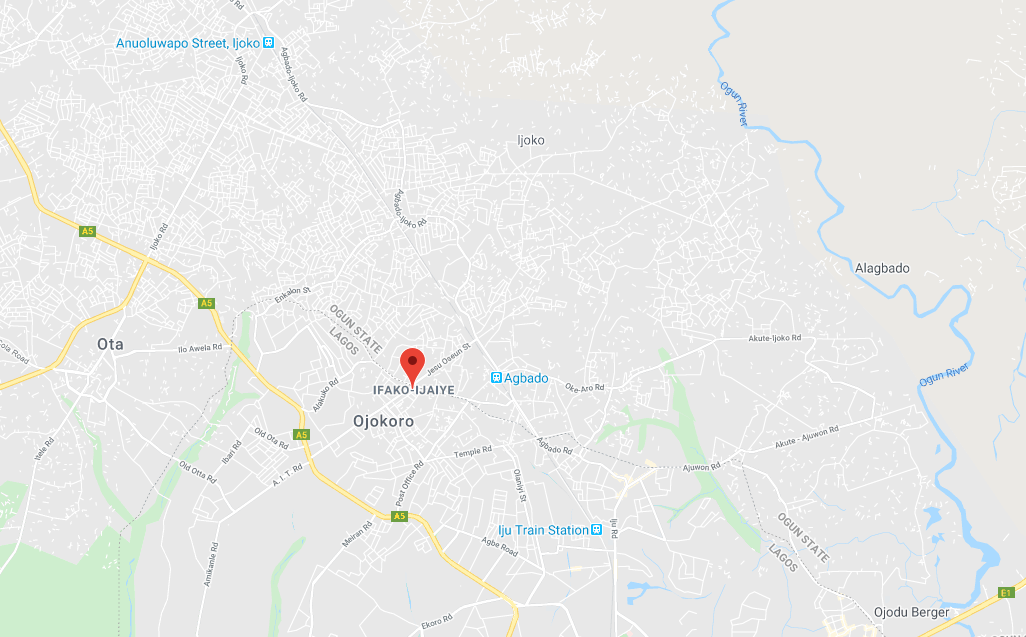 Rd
Anuoluwapo Street, Ijoko
Ijoko Rd
Agbado-Ijoko Rd
Ogun River
Ijoko
Agbado-Ijoko Rd
A5
Ijoko Rd
Alagbado
Enkalon St
A5
OGUN STATE
LAGOS
Ota
Ilo Awela Rd
Akute-Ijoko Rd
Jesu Oseun St
Agbado
Oke-Aro Rd
Ogun River
IFAKO-IJAIYE
Alakuko Rd
Ojokoro
A5
Old Ota Rd
Ibari Rd
Itele Rd
Agbado Rd
Akute - Ajuwon Rd
Temple Rd
Ajuwon Rd
Old Otta Rd
A. I. T. Rd
Post Office Rd
Olaniyi St
A5
Iju Train Station
Iju Rd
Meiran Rd
Agbe Road
OGUN STATE
LAGOS
Amikanle Rd
E1
Ekoro Rd
Ojodu Berger